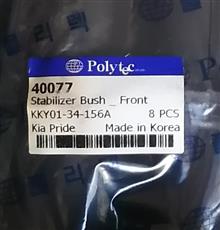 Polytec
40077
Stabilizer Bush _ Front
KKY01-34-156A 8 PCS
Kia Pride Made in Korea